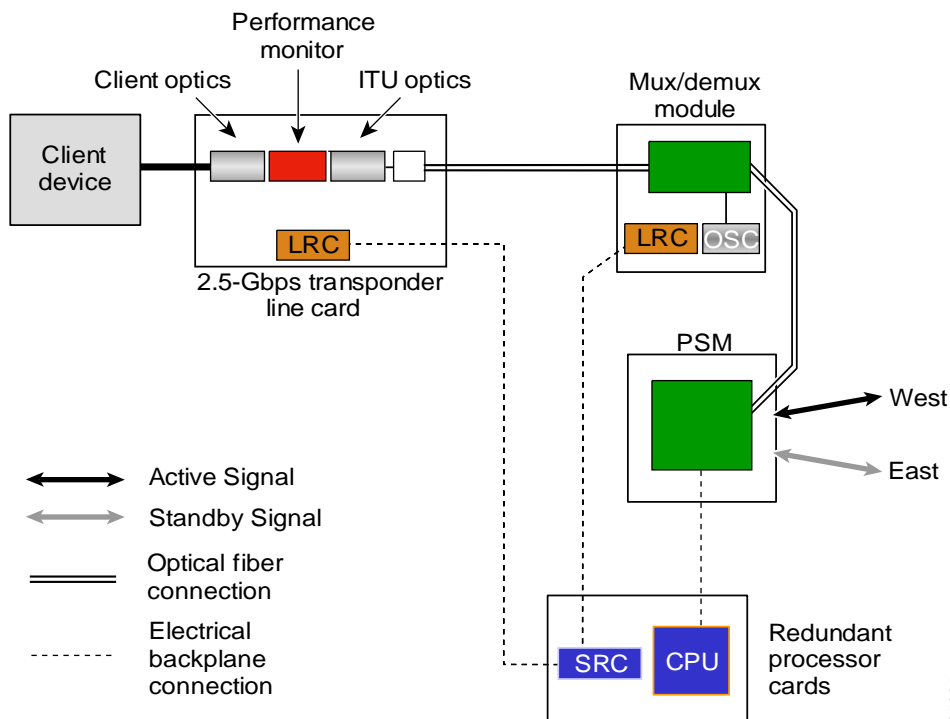 Performance
monitor
Client optics
ITU optics
Mux/demux
module
Client
device
LRC
LRC
OSC
2.5-Gbps transponder
line card
PSM
West
East
Active Signal
Standby Signal
Optical fiber
connection
Electrical
backplane
connection
SRC
CPU
Redundant
processor
cards